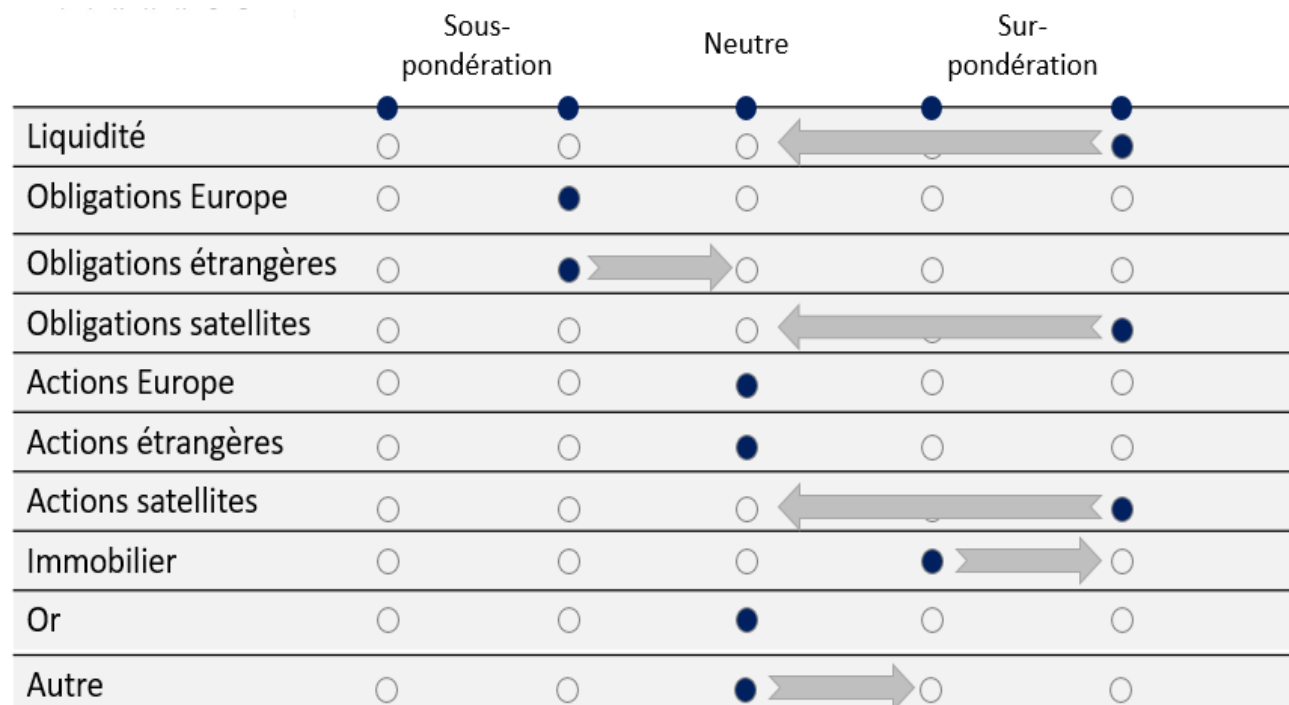 Sous-
pondération
Neutre
Sur-
pondération
Liquidité
Obligations Europe
Obligations étrangères
Obligations satellites
Actions Europe
Actions étrangères
Actions satellites
Immobilier
Or
Autre